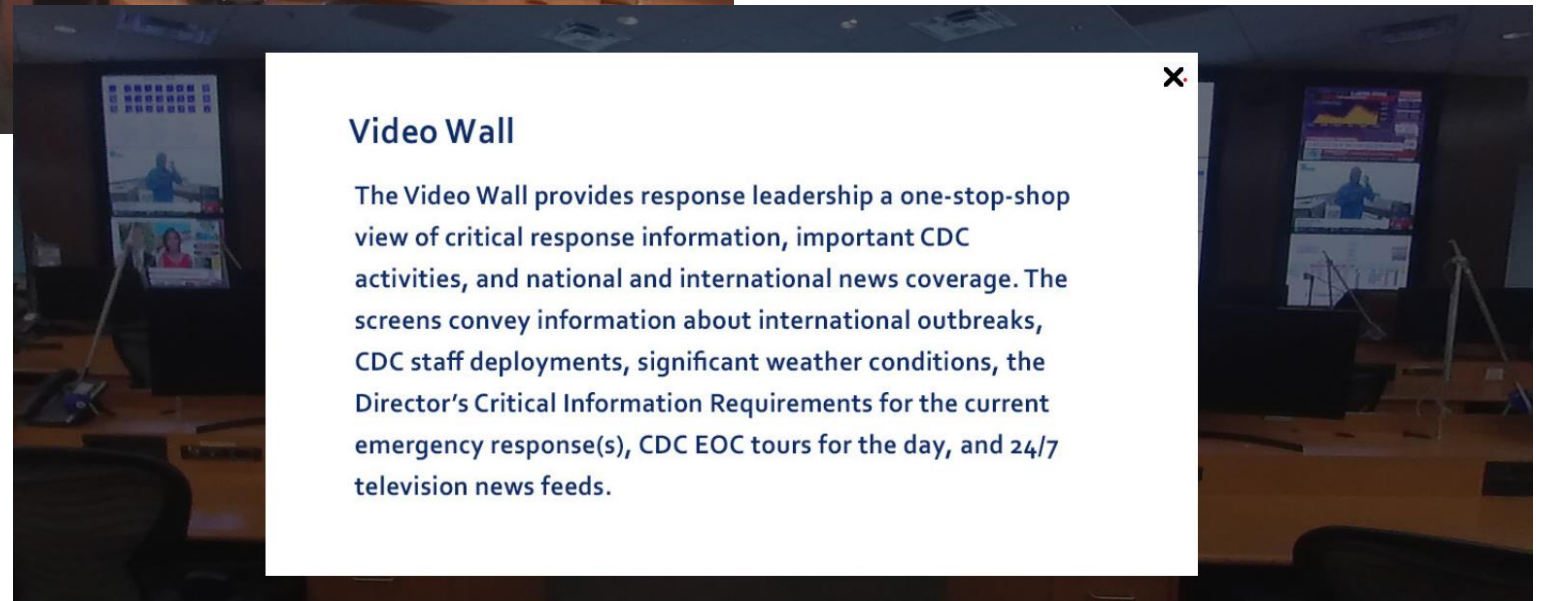 Video Wall
The Video Wall provides response leadership a one-stop-shop
view of critical response information, important CDC
activities, and national and international news coverage. The
screens convey information about international outbreaks,
CDC staff deployments, significant weather conditions, the
Director’s Critical Information Requirements for the current
emergency response(s), CDC EOC tours for the day, and 24/7
television news feeds.